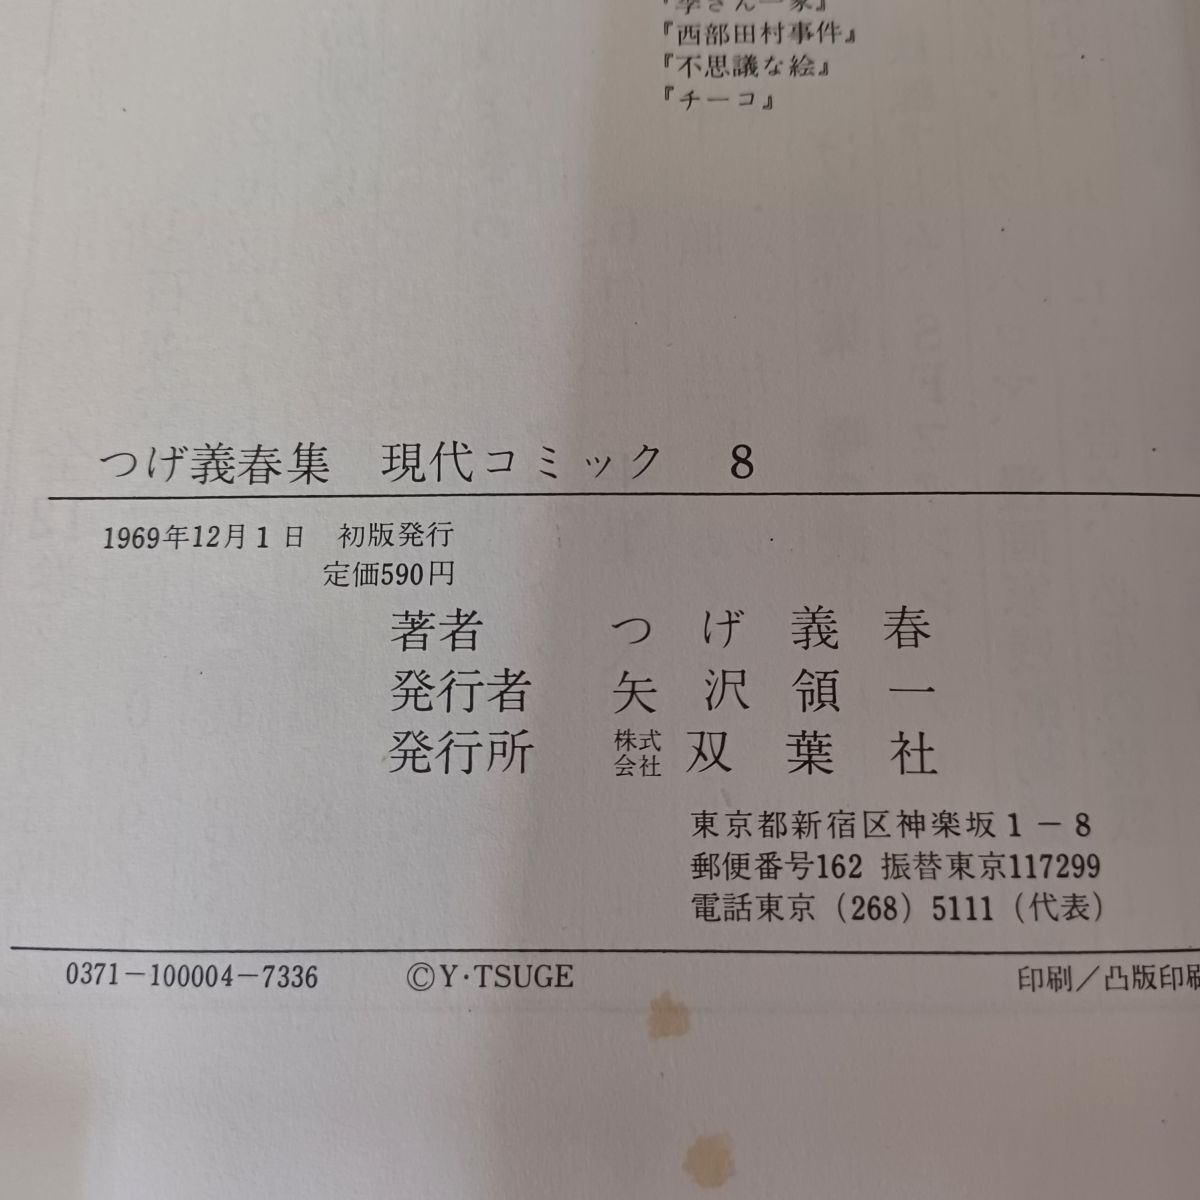 『李さん一家』
『西部田村事件』
『不思議な絵』
『チーコ』
つげ義春集 現代コミック 8
1969年12月1日 初版発行
定価590円
著者 つげ義春
発行者 矢沢領一
発行所 株式会社 双葉社
東京都新宿区神楽坂1-8
郵便番号162 振替東京117299
電話東京(268)5111(代表)
0371-100004-7336 ©Y・TSUGE 印刷/凸版印刷